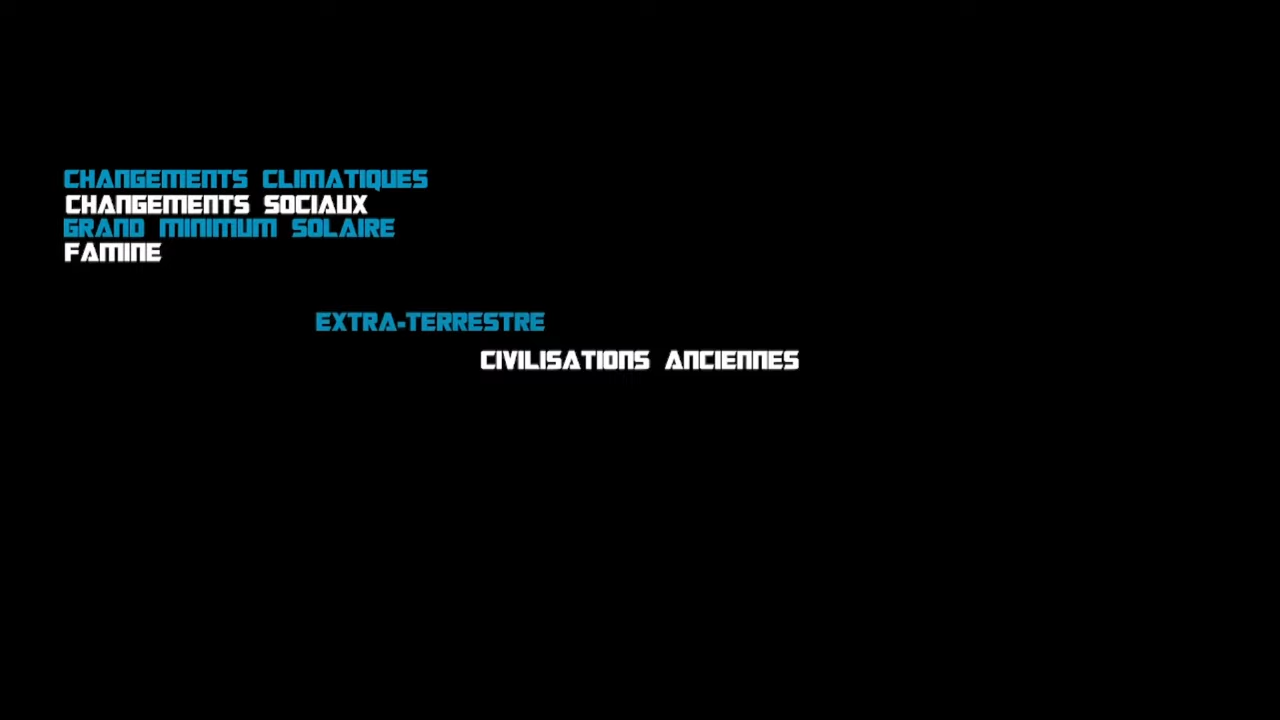 CHANGEMENTS CLIMATIQUES
CHANGEMENTS SOCIAUX
GRAND MINIMUM SOLAIRE
FAMINE
EXTRA-TERRESTRE
CIVILISATIONS ANCIENNES